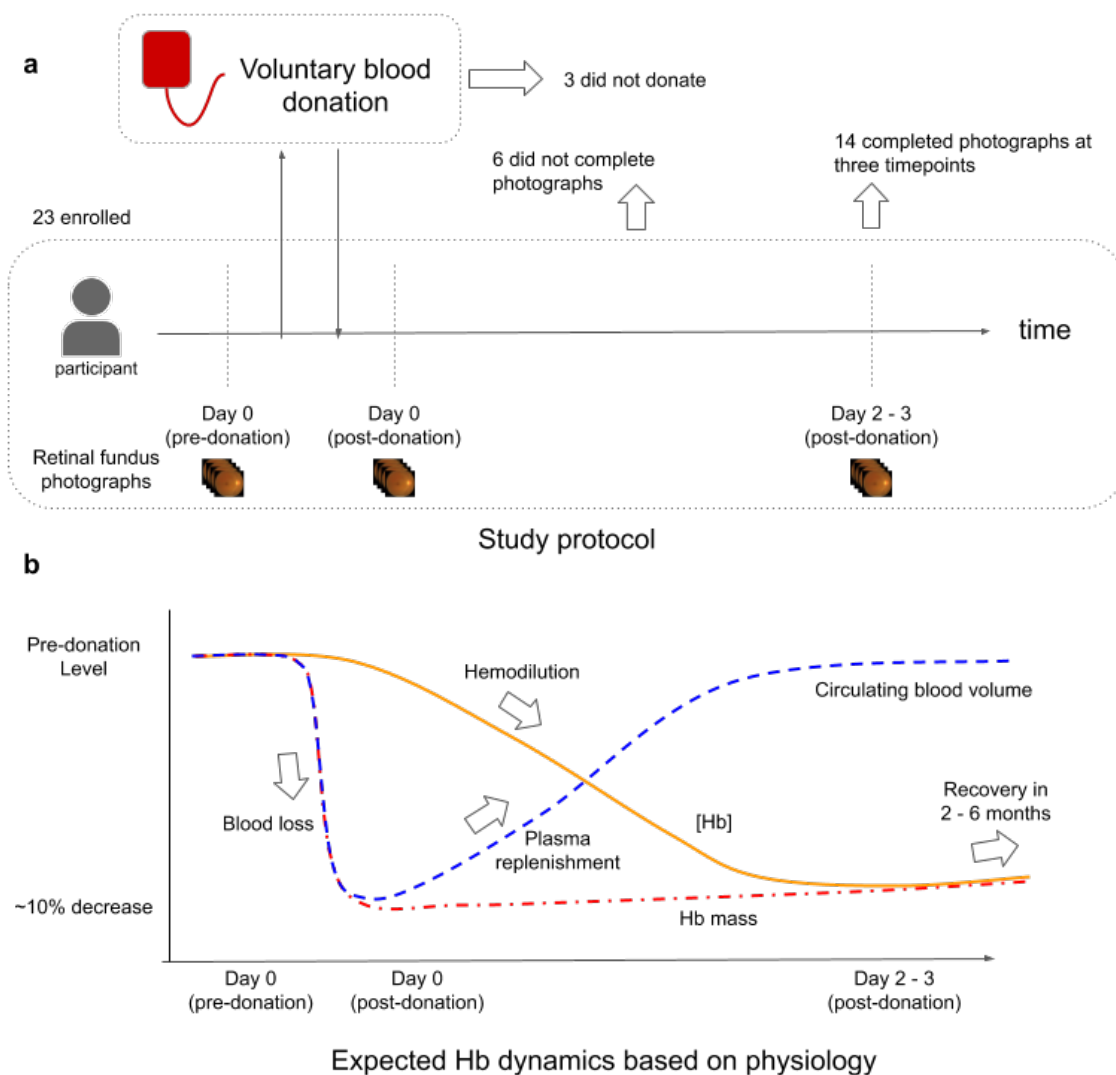 a
Voluntary blood
donation
3 did not donate
6 did not complete
photographs
14 completed photographs at
three timepoints
23 enrolled
participant
time
Day 0
(pre-donation)
Day 0
(post-donation)
Day 2 - 3
(post-donation)
Retinal fundus
photographs
Study protocol
b
Pre-donation
Level
Hemodilution
Circulating blood volume
Blood loss
Plasma
replenishment
[Hb]
Recovery in
2 - 6 months
~10% decrease
Hb mass
Day 0
(pre-donation)
Day 0
(post-donation)
Day 2 - 3
(post-donation)
Expected Hb dynamics based on physiology